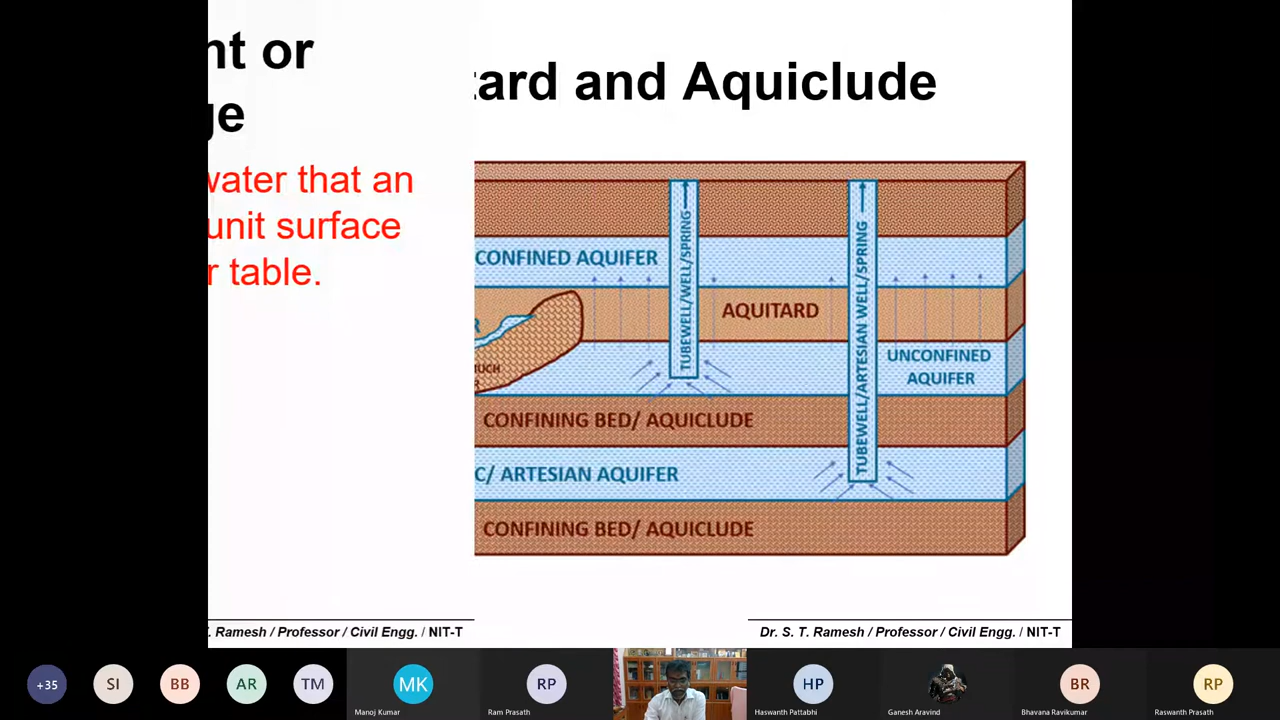 nt or
ge
water that an
unit surface
r table.
tard and Aquiclude
CONFINED AQUIFER
TUBEWELL/WELL/SPRING
AQUITARD
TUBEWELL/ARTESIAN WELL/SPRING
UNCONFINED
AQUIFER
R
UCH
R
CONFINING BED/ AQUICLUDE
C/ ARTESIAN AQUIFER
CONFINING BED/ AQUICLUDE
. Ramesh / Professor / Civil Engg. / NIT-T
Dr. S. T. Ramesh / Professor / Civil Engg. / NIT-T
+35
SI
BB
AR
TM
MK
RP
HP
BR
RP
Manoj Kumar
Ram Prasath
Haswanth Pattabhi
Ganesh Aravind
Bhavana Ravikumar
Raswanth Prasath